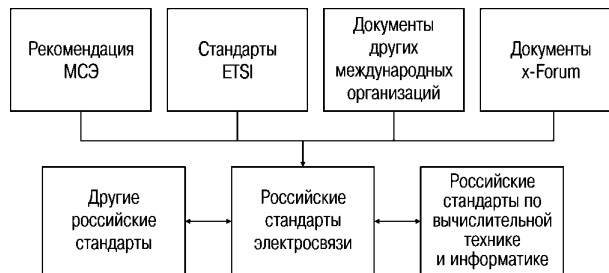 Рекомендация
МСЭ
Стандарты
ETSI
Документы
других
международных
организаций
Документы
x-Forum
Другие
российские
стандарты
Российские
стандарты
электросвязи
Российские
стандарты по
вычислительной
технике
и информатике